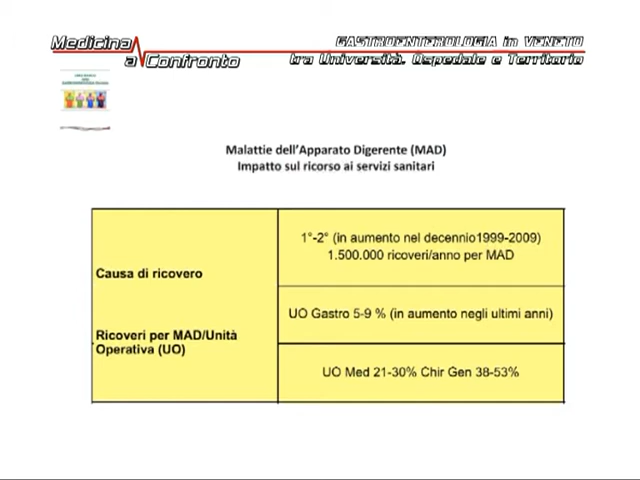 Medicina
a Confronto
GASTROENTEROLOGIA in VENETO
tra Università, Ospedale e Territorio
Malattie dell'Apparato Digerente (MAD)
Impatto sul ricorso ai servizi sanitari
Causa di ricovero
1°-2° (in aumento nel decennio1999-2009)
1.500.000 ricoveri/anno per MAD
Ricoveri per MAD/Unità
Operativa (UO)
UO Gastro 5-9 % (in aumento negli ultimi anni)
UO Med 21-30% Chir Gen 38-53%